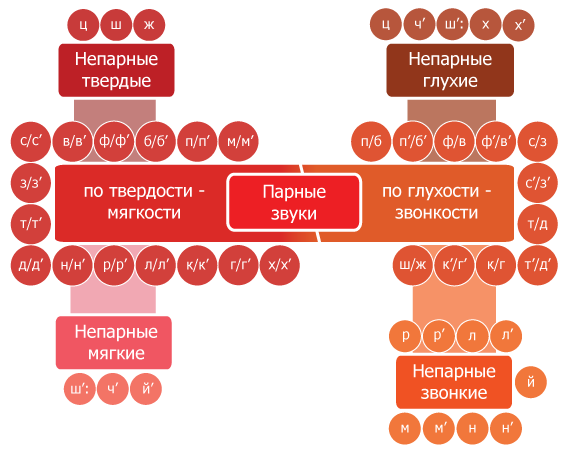 ц ш ж
Непарные
твердые
ц ч′ ш′: х х′
Непарные
глухие
с/с′ в/в′ ф/ф′ б/б′ п/п′ м/м′
п/б п′/б′ ф/в ф′/в′ с/з
з/з′
т/т′
по твердости -
мягкости
Парные
звуки
по глухости -
звонкости
с′/з′
т/д
д/д′ н/н′ р/р′ л/л′ к/к′ г/г′ х/х′
ш/ж к′/г′ к/г т′/д′
Непарные
мягкие
ш′: ч′ й′
р р′ л л′
Непарные
звонкие
й
м м′ н н′